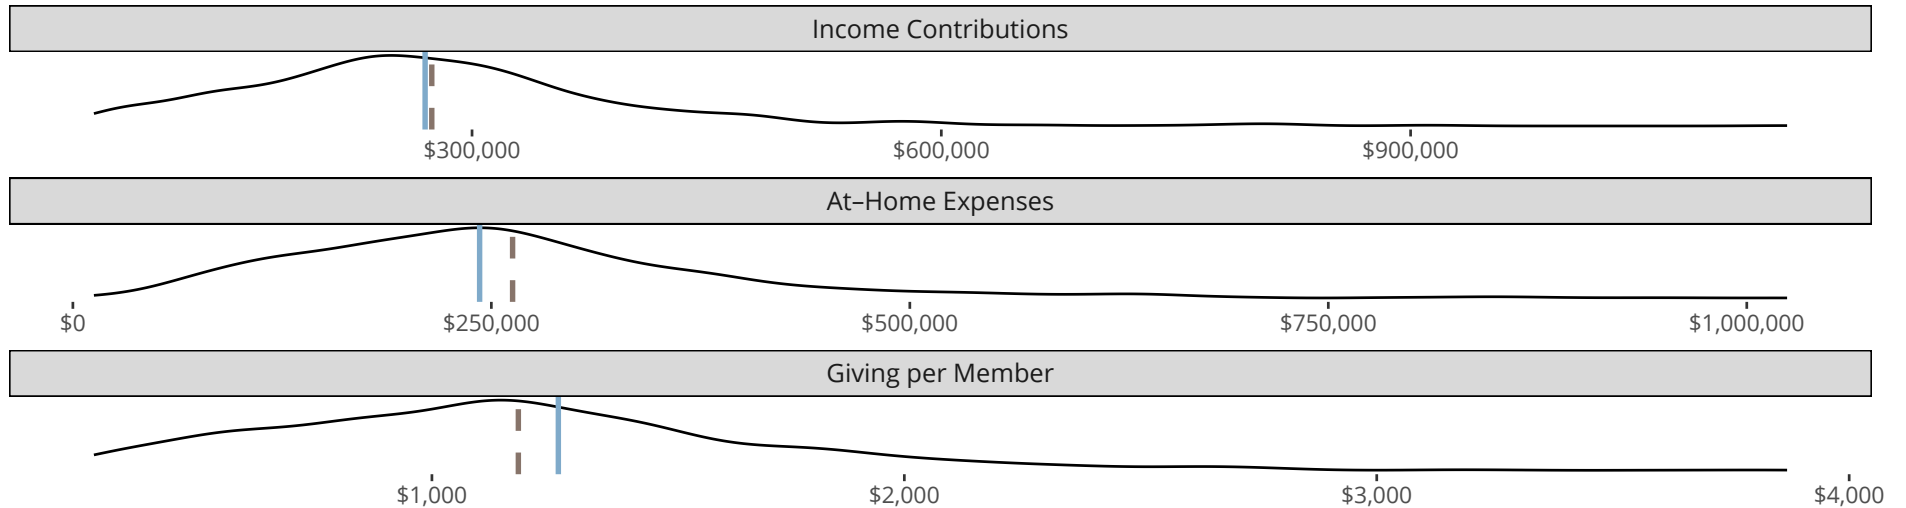 Income Contributions
$300,000 $600,000 $900,000
At–Home Expenses
$0 $250,000 $500,000 $750,000 $1,000,000
Giving per Member
$1,000 $2,000 $3,000 $4,000